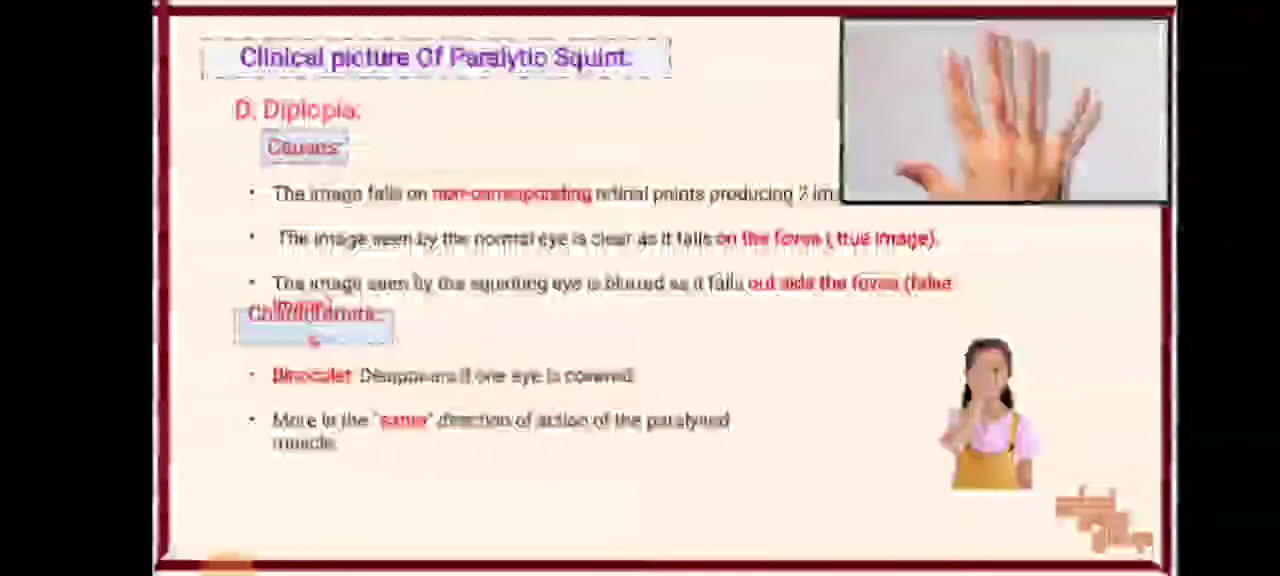 Clinical picture Of Paralytic Squint:
D. Diplopia:
Causes:
• The image falls on non-corresponding retinal points producing 2 im
• The image seen by the normal eye is clear as it falls on the fovea ( true image).
• The image seen by the squinting eye is blurred as it falls out side the fovea (false
image)
Characteristic
s
• Binocular: Disappears if one eye is covered
• More in the "same" direction of action of the paralysed
muscle.